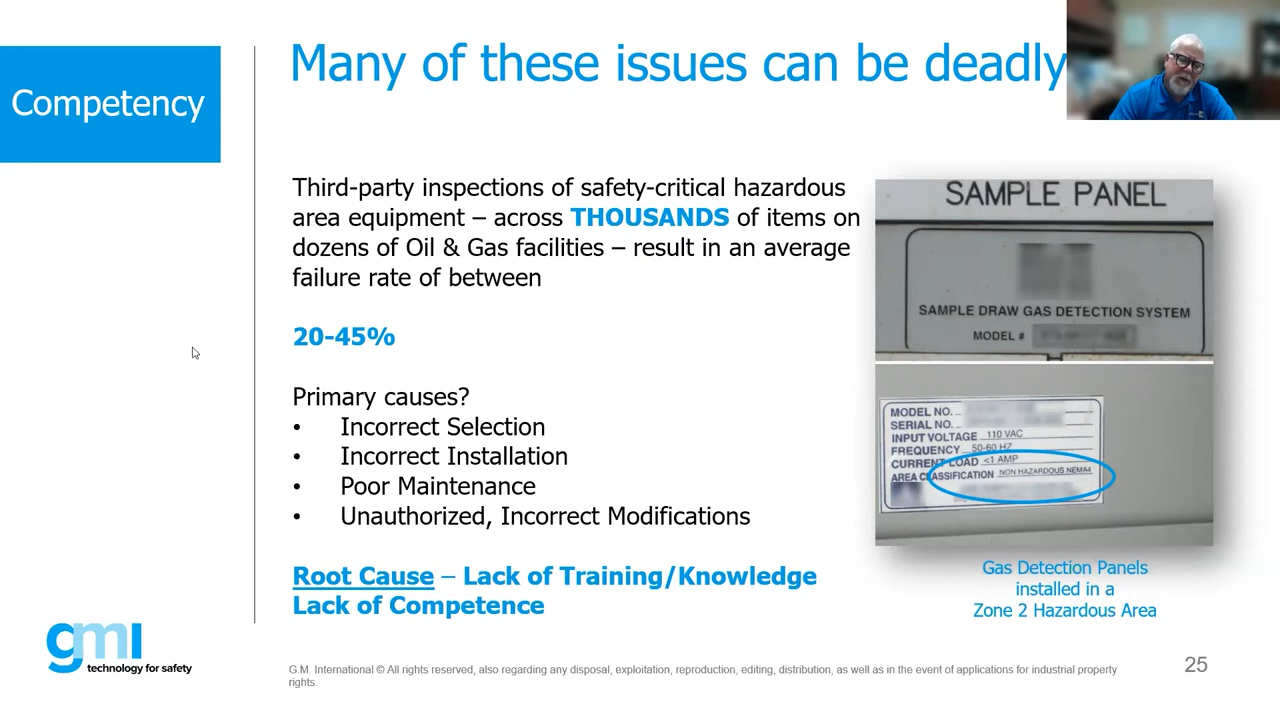 Competency
Many of these issues can be deadly
Third-party inspections of safety-critical hazardous
area equipment – across THOUSANDS of items on
dozens of Oil & Gas facilities – result in an average
failure rate of between
20-45%
Primary causes?
• Incorrect Selection
• Incorrect Installation
• Poor Maintenance
• Unauthorized, Incorrect Modifications
Root Cause – Lack of Training/Knowledge
Lack of Competence
SAMPLE PANEL
SAMPLE DRAW GAS DETECTION SYSTEM
MODEL #
MODEL NO.
SERIAL NO.
INPUT VOLTAGE 110 VAC
FREQUENCY 50-60 HZ
CURRENT LOAD <1 AMP
AREA CLASSIFICATION NON HAZARDOUS NEMA4
Gas Detection Panels
installed in a
Zone 2 Hazardous Area
gmi
technology for safety
G.M. International © All rights reserved, also regarding any disposal, exploitation, reproduction, editing, distribution, as well as in the event of applications for industrial property
rights.
25